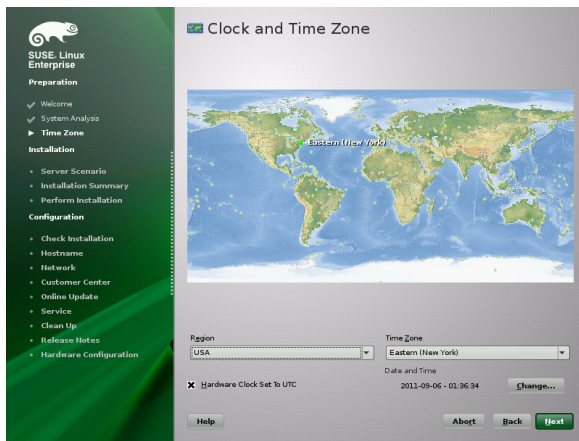 SUSE. Linux
Enterprise
Preparation
Welcome
System Analysis
Time Zone
Installation
Server Scenario
Installation Summary
Perform Installation
Configuration
Check Installation
Hostname
Network
Customer Center
Online Update
Service
Clean Up
Release Notes
Hardware Configuration
Clock and Time Zone
Eastern (New York)
Region
USA
Time Zone
Eastern (New York)
Hardware Clock Set To UTC
Date and Time
2011-09-06 - 01:36:34
Change...
Help
Abort
Back
Next